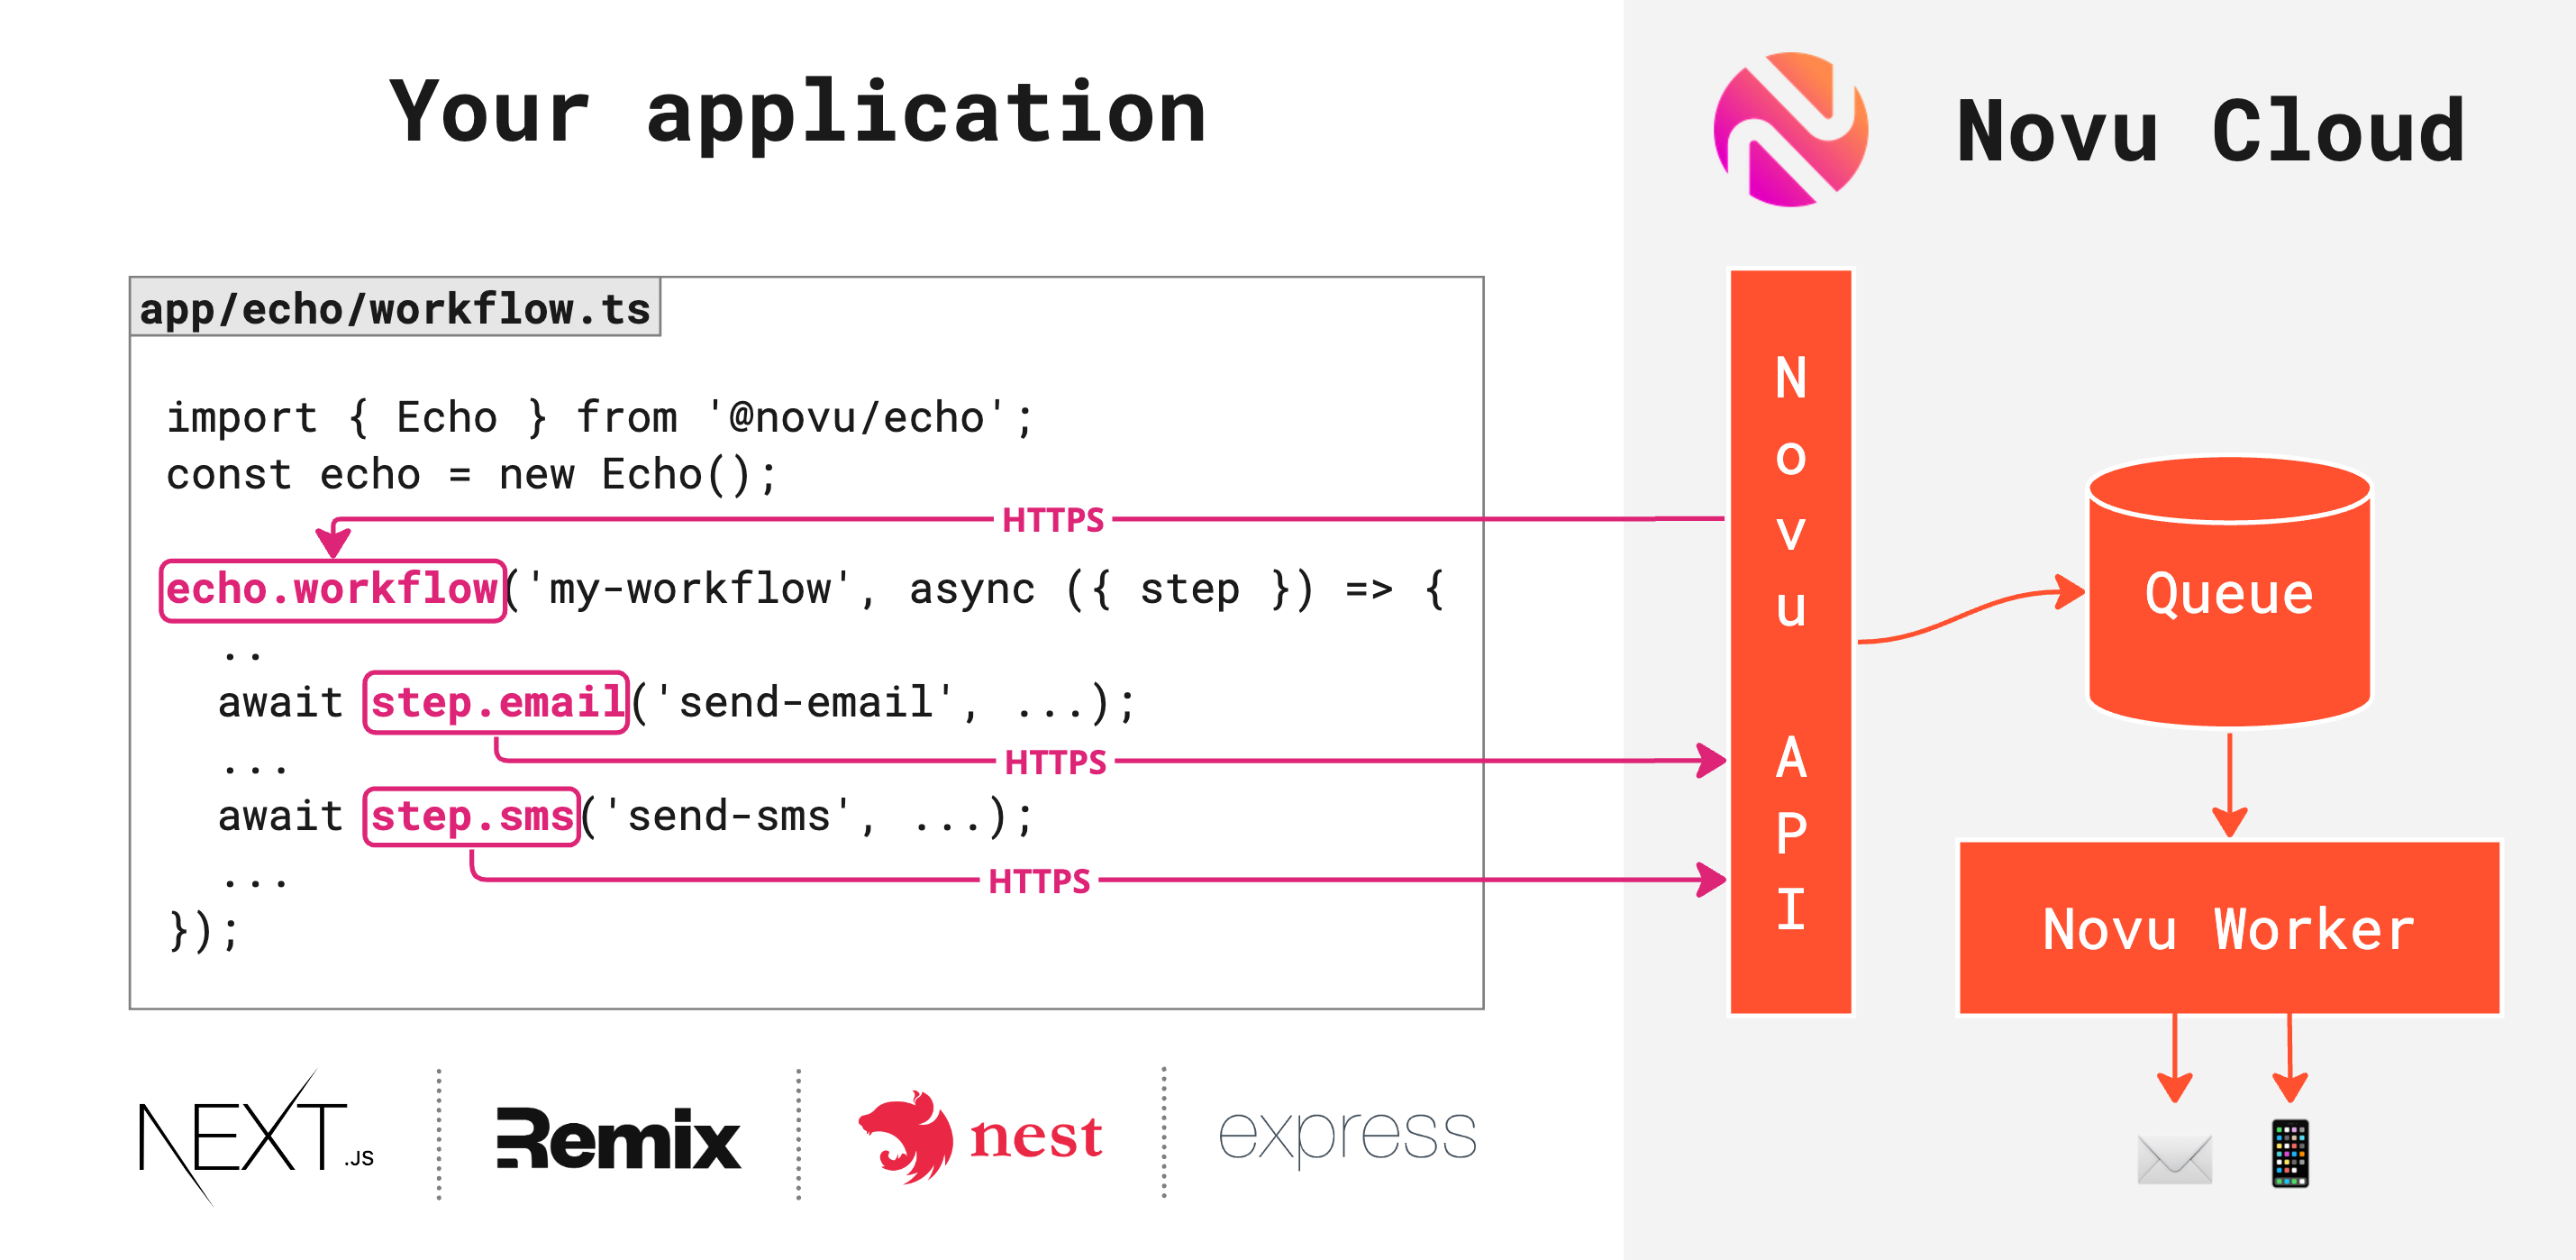 Your application
Novu Cloud
app/echo/workflow.ts
import { Echo } from '@novu/echo';
const echo = new Echo();
HTTPS
echo.workflow('my-workflow', async ({ step }) => {
..
await step.email('send-email', ...);
HTTPS
...
await step.sms('send-sms', ...);
HTTPS
...
});
Novu API
Queue
Novu Worker
NEXT.JS
Remix
nest
express